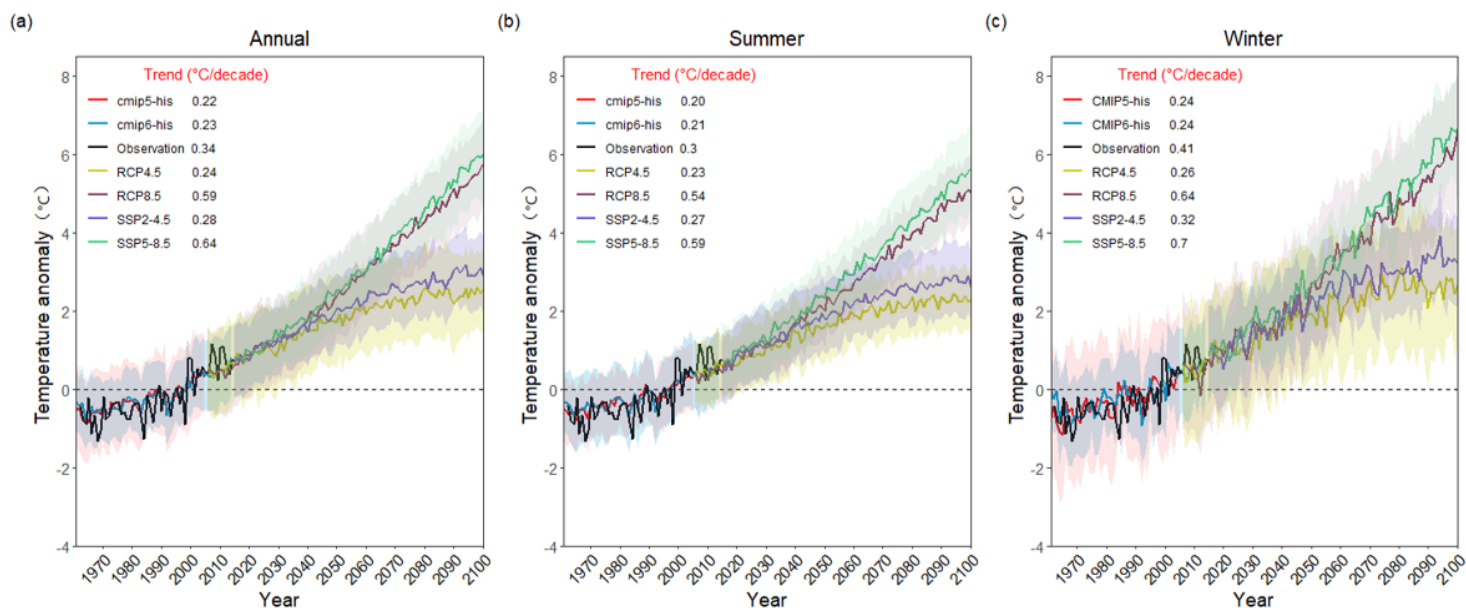 (a)
Annual
Trend (°C/decade)
cmip5-his 0.22
cmip6-his 0.23
Observation 0.34
RCP4.5 0.24
RCP8.5 0.59
SSP2-4.5 0.28
SSP5-8.5 0.64
Temperature anomaly (℃)
8
6
4
2
0
-2
-4
1970 1980 1990 2000 2010 2020 2030 2040 2050 2060 2070 2080 2090 2100
Year
(b)
Summer
Trend (°C/decade)
cmip5-his 0.20
cmip6-his 0.21
Observation 0.3
RCP4.5 0.23
RCP8.5 0.54
SSP2-4.5 0.27
SSP5-8.5 0.59
Temperature anomaly (℃)
8
6
4
2
0
-2
-4
1970 1980 1990 2000 2010 2020 2030 2040 2050 2060 2070 2080 2090 2100
Year
(c)
Winter
Trend (°C/decade)
CMIP5-his 0.24
CMIP6-his 0.24
Observation 0.41
RCP4.5 0.26
RCP8.5 0.64
SSP2-4.5 0.32
SSP5-8.5 0.7
Temperature anomaly (℃)
8
6
4
2
0
-2
-4
1970 1980 1990 2000 2010 2020 2030 2040 2050 2060 2070 2080 2090 2100
Year